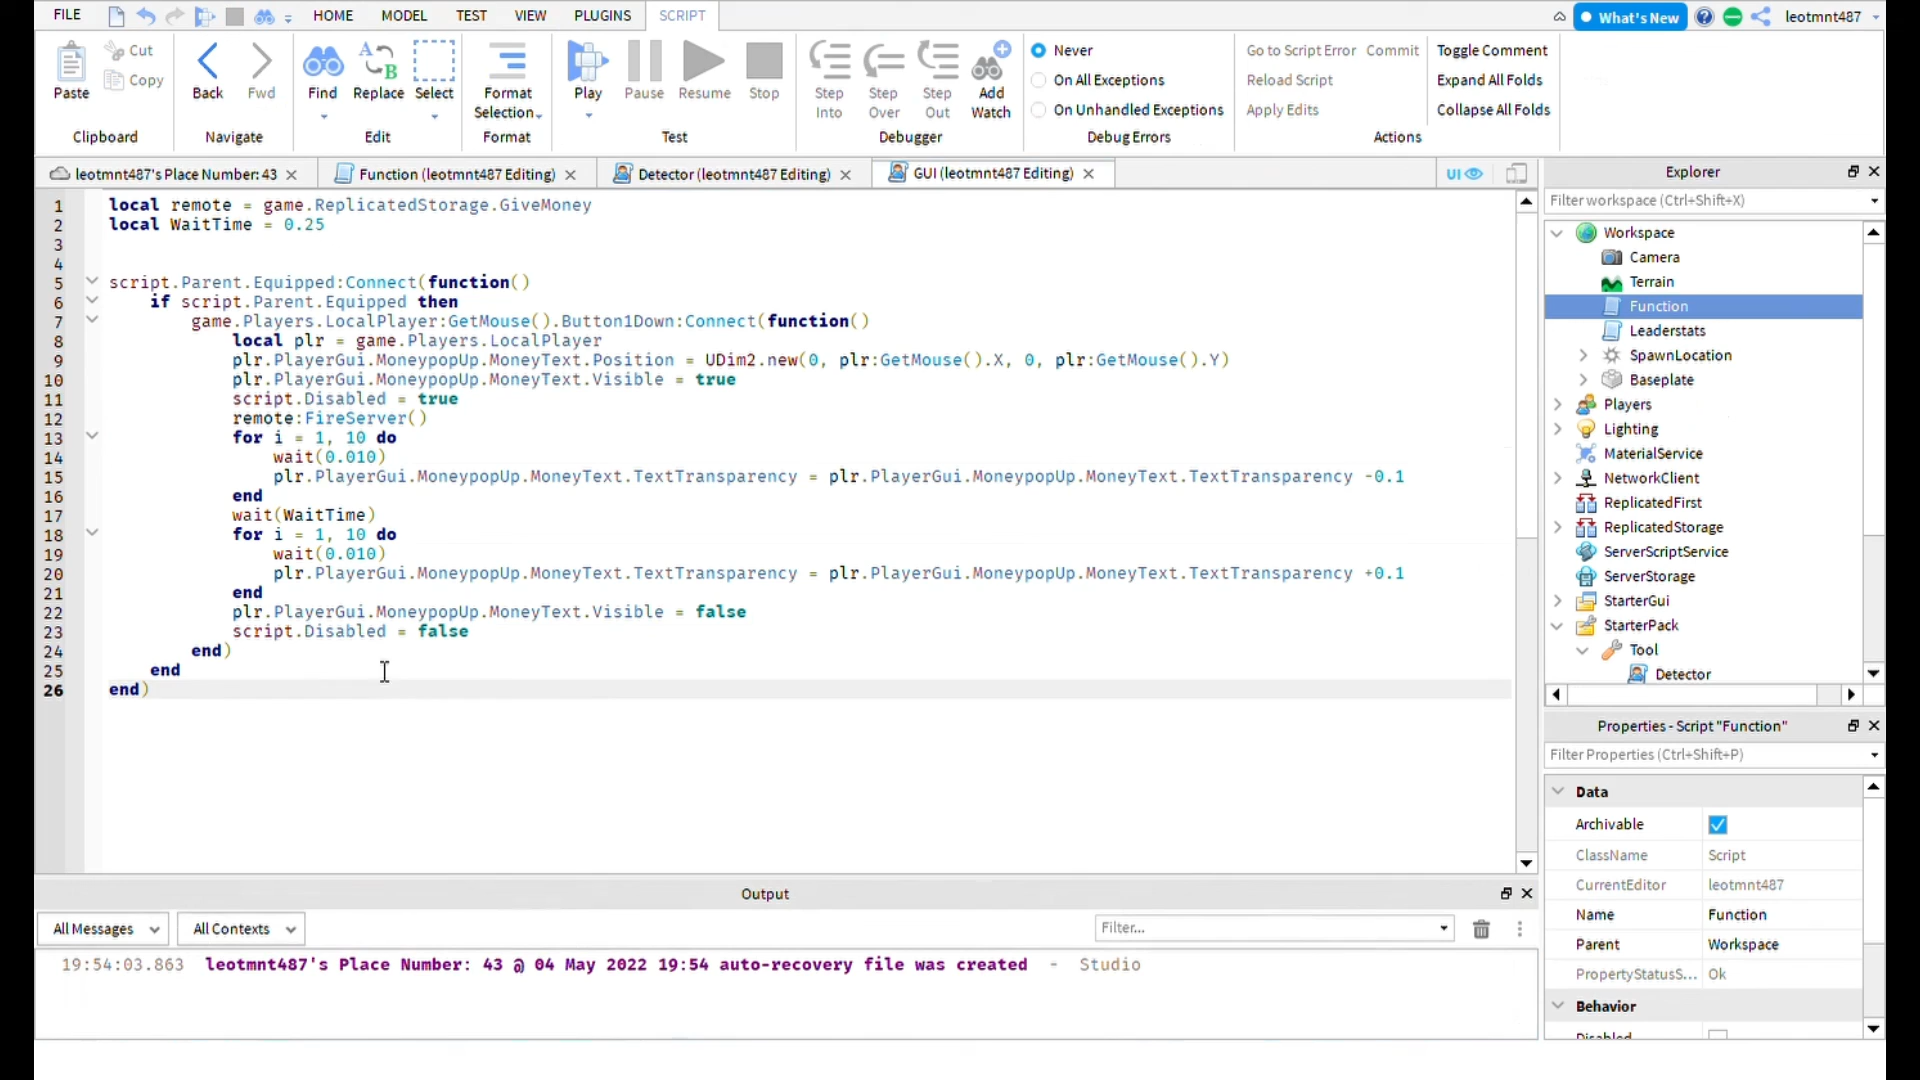 FILE HOME MODEL TEST VIEW PLUGINS SCRIPT What's New leotmnt487
Paste Cut Copy Clipboard
Back Fwd Navigate
Find Replace Select Edit
Format Selection Format
Play Pause Resume Stop Test
Step Into Step Over Step Out Add Watch Debugger
Never
On All Exceptions
On Unhandled Exceptions
Debug Errors
Go to Script Error Commit Toggle Comment
Reload Script Expand All Folds
Apply Edits Collapse All Folds
Actions
leotmnt487's Place Number: 43 Function (leotmnt487 Editing) Detector (leotmnt487 Editing) GUI (leotmnt487 Editing) UI
1 local remote = game.ReplicatedStorage.GiveMoney
2 local WaitTime = 0.25
3
4
5 script.Parent.Equipped:Connect(function()
6 if script.Parent.Equipped then
7 game.Players.LocalPlayer:GetMouse().Button1Down:Connect(function()
8 local plr = game.Players.LocalPlayer
9 plr.PlayerGui.MoneypopUp.MoneyText.Position = UDim2.new(0, plr:GetMouse().X, 0, plr:GetMouse().Y)
10 plr.PlayerGui.MoneypopUp.MoneyText.Visible = true
11 script.Disabled = true
12 remote:FireServer()
13 for i = 1, 10 do
14 wait(0.010)
15 plr.PlayerGui.MoneypopUp.MoneyText.TextTransparency = plr.PlayerGui.MoneypopUp.MoneyText.TextTransparency -0.1
16 end
17 wait(WaitTime)
18 for i = 1, 10 do
19 wait(0.010)
20 plr.PlayerGui.MoneypopUp.MoneyText.TextTransparency = plr.PlayerGui.MoneypopUp.MoneyText.TextTransparency +0.1
21 end
22 plr.PlayerGui.MoneypopUp.MoneyText.Visible = false
23 script.Disabled = false
24 end)
25 end
26 end)
Output
All Messages All Contexts Filter...
19:54:03.863 leotmnt487's Place Number: 43 @ 04 May 2022 19:54 auto-recovery file was created - Studio
Explorer
Filter workspace (Ctrl+Shift+X)
Workspace
Camera
Terrain
Function
Leaderstats
SpawnLocation
Baseplate
Players
Lighting
MaterialService
NetworkClient
ReplicatedFirst
ReplicatedStorage
ServerScriptService
ServerStorage
StarterGui
StarterPack
Tool
Detector
Properties - Script "Function"
Filter Properties (Ctrl+Shift+P)
Data
Archivable
ClassName Script
CurrentEditor leotmnt487
Name Function
Parent Workspace
PropertyStatusS... Ok
Behavior
Disabled